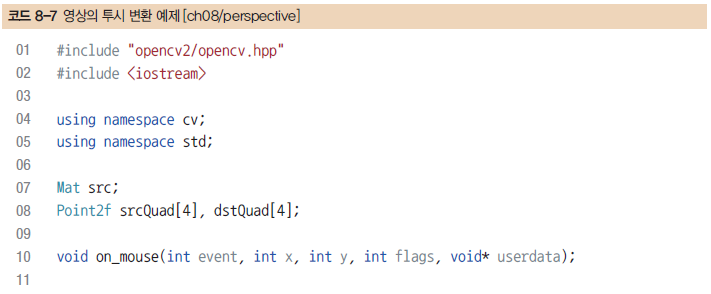 코드 8-7 영상의 투시 변환 예제[ch08/perspective]
01 #include "opencv2/opencv.hpp"
02 #include <iostream>
03
04 using namespace cv;
05 using namespace std;
06
07 Mat src;
08 Point2f srcQuad[4], dstQuad[4];
09
10 void on_mouse(int event, int x, int y, int flags, void* userdata);
11